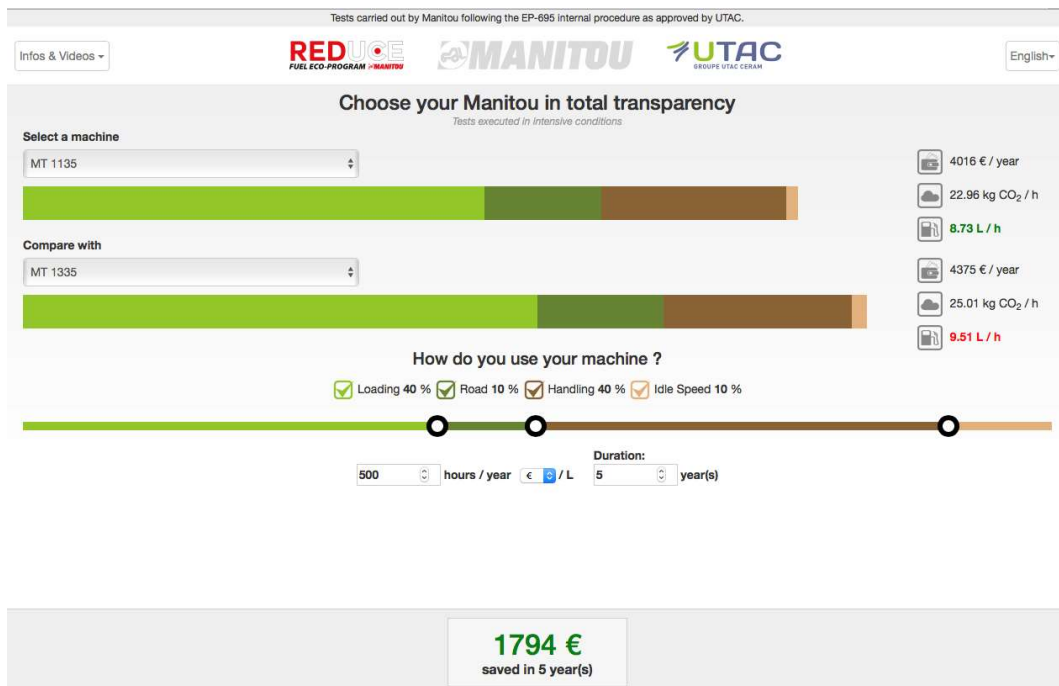 Tests carried out by Manitou following the EP-695 internal procedure as approved by UTAC.
Infos & Videos
REDUCE
FUEL ECO-PROGRAM by MANITOU
MANITOU
UTAC
GROUPE UTAC CERAM
English
Choose your Manitou in total transparency
Tests executed in intensive conditions
Select a machine
MT 1135
4016 € / year
22.96 kg CO₂ / h
8.73 L / h
Compare with
MT 1335
4375 € / year
25.01 kg CO₂ / h
9.51 L / h
How do you use your machine ?
Loading 40 % Road 10 % Handling 40 % Idle Speed 10 %
Duration:
500 hours / year € / L 5 year(s)
1794 €
saved in 5 year(s)